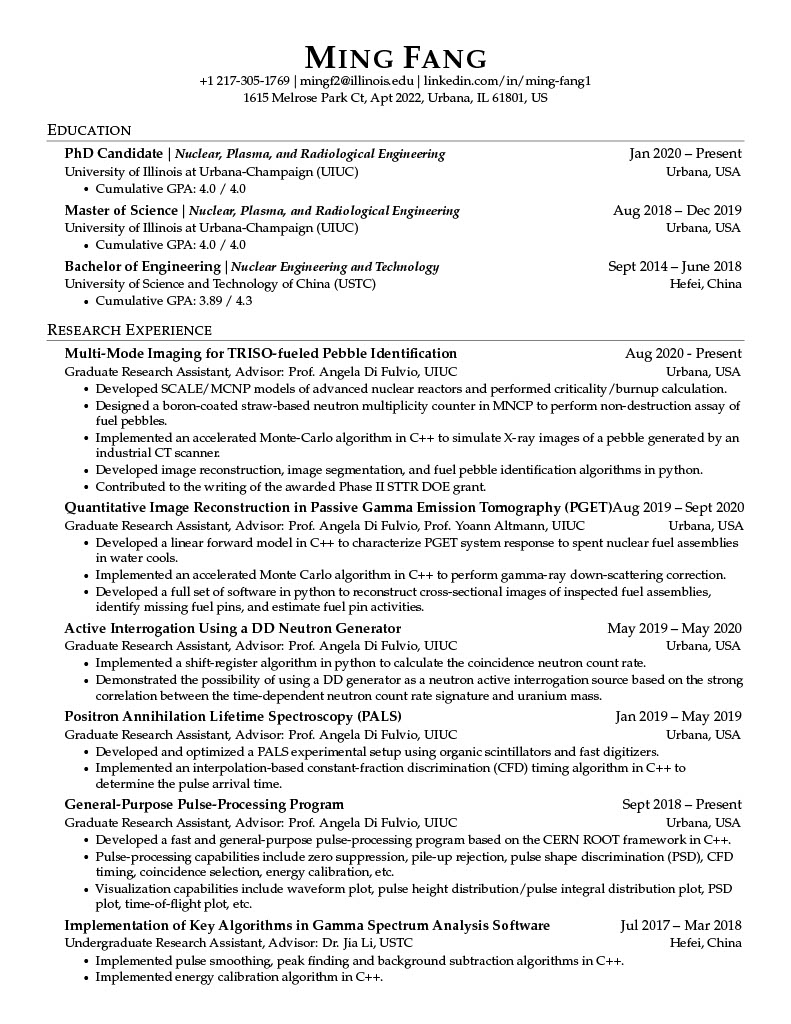 MING FANG
+1 217-305-1769 | mingf2@illinois.edu | linkedin.com/in/ming-fang1
1615 Melrose Park Ct, Apt 2022, Urbana, IL 61801, US
EDUCATION
PhD Candidate | Nuclear, Plasma, and Radiological Engineering Jan 2020 – Present
University of Illinois at Urbana-Champaign (UIUC) Urbana, USA
• Cumulative GPA: 4.0 / 4.0
Master of Science | Nuclear, Plasma, and Radiological Engineering Aug 2018 – Dec 2019
University of Illinois at Urbana-Champaign (UIUC) Urbana, USA
• Cumulative GPA: 4.0 / 4.0
Bachelor of Engineering | Nuclear Engineering and Technology Sept 2014 – June 2018
University of Science and Technology of China (USTC) Hefei, China
• Cumulative GPA: 3.89 / 4.3
RESEARCH EXPERIENCE
Multi-Mode Imaging for TRISO-fueled Pebble Identification Aug 2020 - Present
Graduate Research Assistant, Advisor: Prof. Angela Di Fulvio, UIUC Urbana, USA
• Developed SCALE/MCNP models of advanced nuclear reactors and performed criticality/burnup calculation.
• Designed a boron-coated straw-based neutron multiplicity counter in MNCP to perform non-destruction assay of
fuel pebbles.
• Implemented an accelerated Monte-Carlo algorithm in C++ to simulate X-ray images of a pebble generated by an
industrial CT scanner.
• Developed image reconstruction, image segmentation, and fuel pebble identification algorithms in python.
• Contributed to the writing of the awarded Phase II STTR DOE grant.
Quantitative Image Reconstruction in Passive Gamma Emission Tomography (PGET) Aug 2019 – Sept 2020
Graduate Research Assistant, Advisor: Prof. Angela Di Fulvio, Prof. Yoann Altmann, UIUC Urbana, USA
• Developed a linear forward model in C++ to characterize PGET system response to spent nuclear fuel assemblies
in water cools.
• Implemented an accelerated Monte Carlo algorithm in C++ to perform gamma-ray down-scattering correction.
• Developed a full set of software in python to reconstruct cross-sectional images of inspected fuel assemblies,
identify missing fuel pins, and estimate fuel pin activities.
Active Interrogation Using a DD Neutron Generator May 2019 – May 2020
Graduate Research Assistant, Advisor: Prof. Angela Di Fulvio, UIUC Urbana, USA
• Implemented a shift-register algorithm in python to calculate the coincidence neutron count rate.
• Demonstrated the possibility of using a DD generator as a neutron active interrogation source based on the strong
correlation between the time-dependent neutron count rate signature and uranium mass.
Positron Annihilation Lifetime Spectroscopy (PALS) Jan 2019 – May 2019
Graduate Research Assistant, Advisor: Prof. Angela Di Fulvio, UIUC Urbana, USA
• Developed and optimized a PALS experimental setup using organic scintillators and fast digitizers.
• Implemented an interpolation-based constant-fraction discrimination (CFD) timing algorithm in C++ to
determine the pulse arrival time.
General-Purpose Pulse-Processing Program Sept 2018 – Present
Graduate Research Assistant, Advisor: Prof. Angela Di Fulvio, UIUC Urbana, USA
• Developed a fast and general-purpose pulse-processing program based on the CERN ROOT framework in C++.
• Pulse-processing capabilities include zero suppression, pile-up rejection, pulse shape discrimination (PSD), CFD
timing, coincidence selection, energy calibration, etc.
• Visualization capabilities include waveform plot, pulse height distribution/pulse integral distribution plot, PSD
plot, time-of-flight plot, etc.
Implementation of Key Algorithms in Gamma Spectrum Analysis Software Jul 2017 – Mar 2018
Undergraduate Research Assistant, Advisor: Dr. Jia Li, USTC Hefei, China
• Implemented pulse smoothing, peak finding and background subtraction algorithms in C++.
• Implemented energy calibration algorithm in C++.